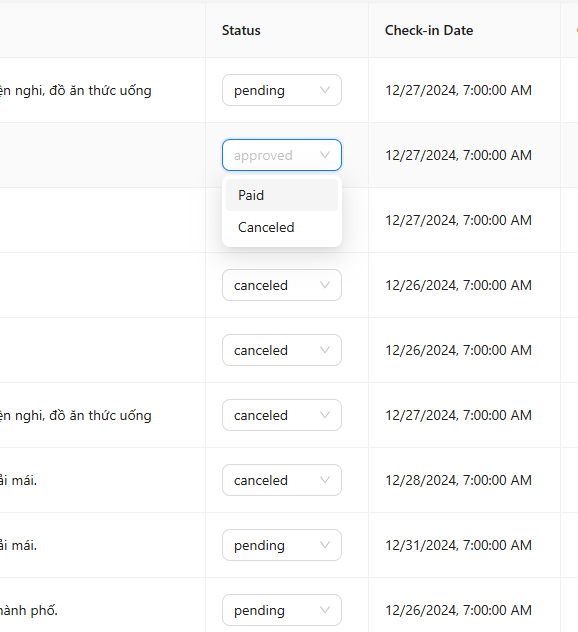 Status Check-in Date
ện nghi, đồ ăn thức uống pending 12/27/2024, 7:00:00 AM
approved 12/27/2024, 7:00:00 AM
Paid
12/27/2024, 7:00:00 AM
Canceled
canceled 12/26/2024, 7:00:00 AM
canceled 12/26/2024, 7:00:00 AM
ện nghi, đồ ăn thức uống canceled 12/27/2024, 7:00:00 AM
ải mái. canceled 12/28/2024, 7:00:00 AM
ải mái. pending 12/31/2024, 7:00:00 AM
hành phố. pending 12/26/2024, 7:00:00 AM